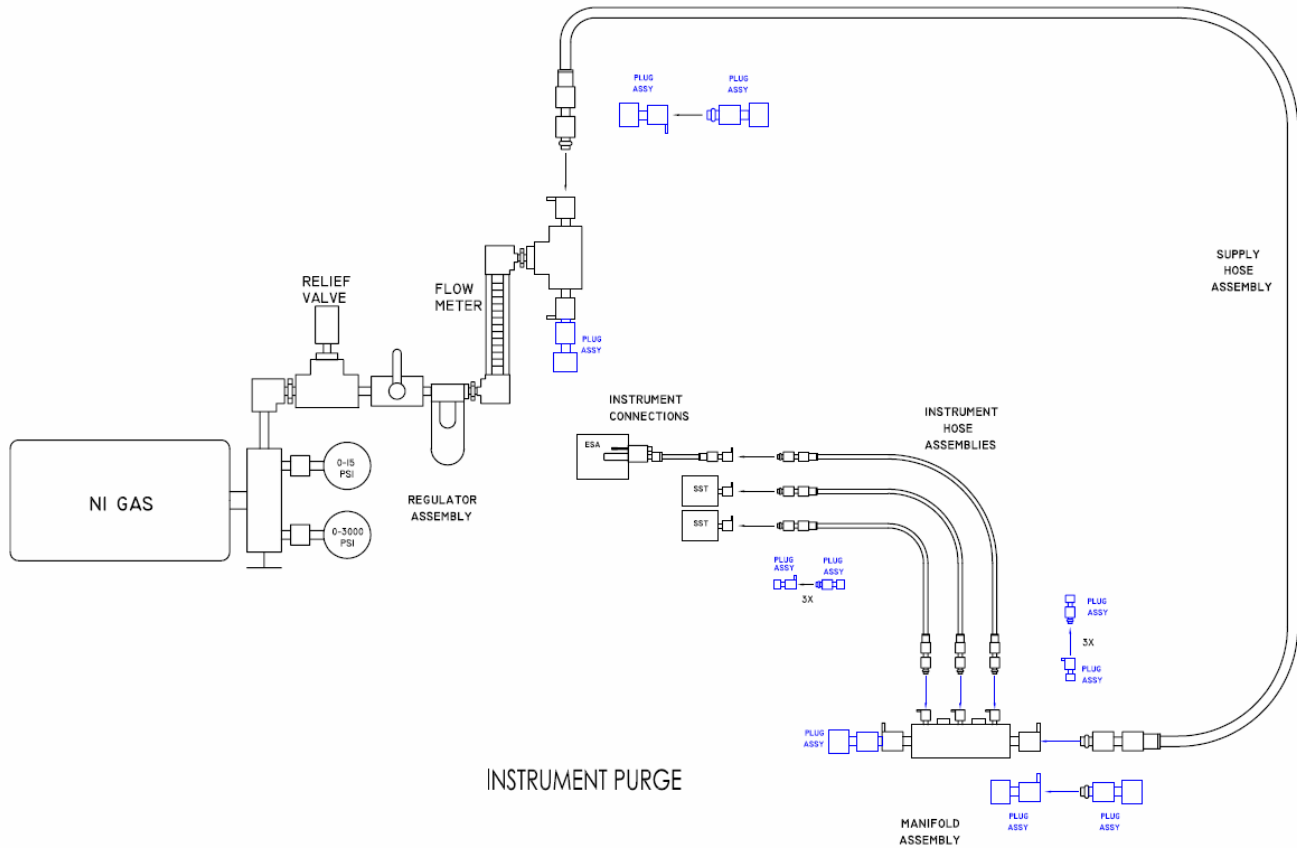 PLUG
ASSY
PLUG
ASSY
RELIEF
VALVE
FLOW
METER
SUPPLY
HOSE
ASSEMBLY
PLUG
ASSY
INSTRUMENT
CONNECTIONS
INSTRUMENT
HOSE
ASSEMBLIES
ESA
NI GAS
0-15
PSI
0-3000
PSI
REGULATOR
ASSEMBLY
SST
SST
PLUG
ASSY
PLUG
ASSY
3X
PLUG
ASSY
3X
PLUG
ASSY
PLUG
ASSY
INSTRUMENT PURGE
PLUG
ASSY
PLUG
ASSY
MANIFOLD
ASSEMBLY